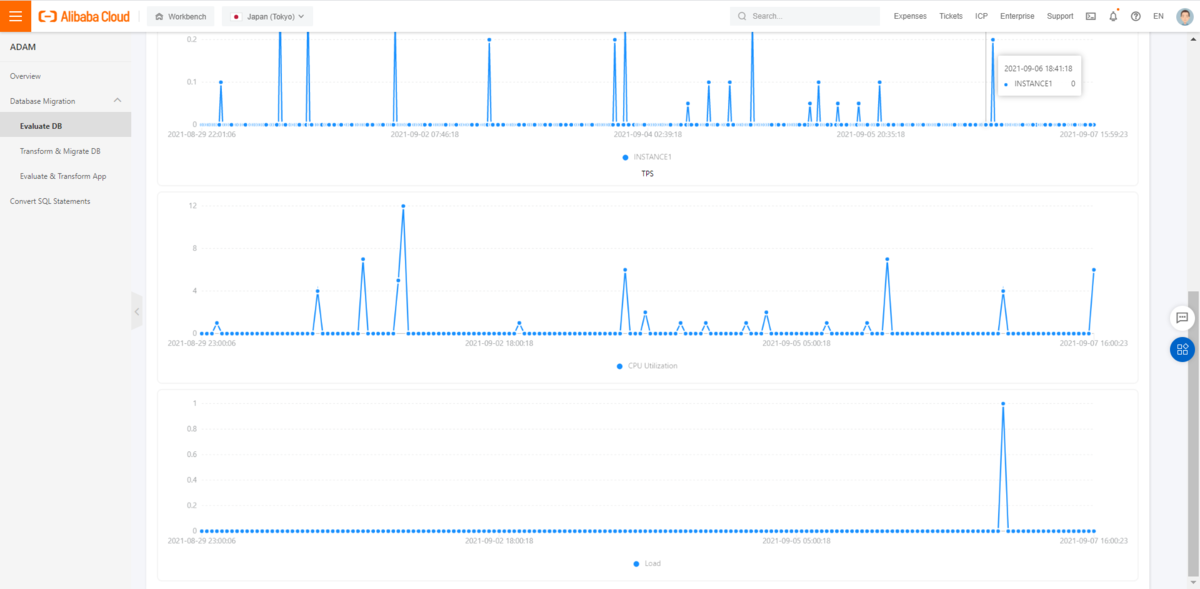 Alibaba Cloud
Workbench
Japan (Tokyo)
Search...
Expenses Tickets ICP Enterprise Support EN
ADAM
Overview
Database Migration
Evaluate DB
Transform & Migrate DB
Evaluate & Transform App
Convert SQL Statements
0.2
0.1
0
2021-08-29 22:01:06 2021-09-02 07:46:18 2021-09-04 02:39:18 2021-09-05 20:35:18 2021-09-07 15:59:23
2021-09-06 18:41:18
INSTANCE1 0
INSTANCE1
TPS
12
8
4
0
2021-08-29 23:00:06 2021-09-02 18:00:18 2021-09-05 05:00:18 2021-09-07 16:00:23
CPU Utilization
1
0.8
0.6
0.4
0.2
0
2021-08-29 23:00:06 2021-09-02 18:00:18 2021-09-05 05:00:18 2021-09-07 16:00:23
Load